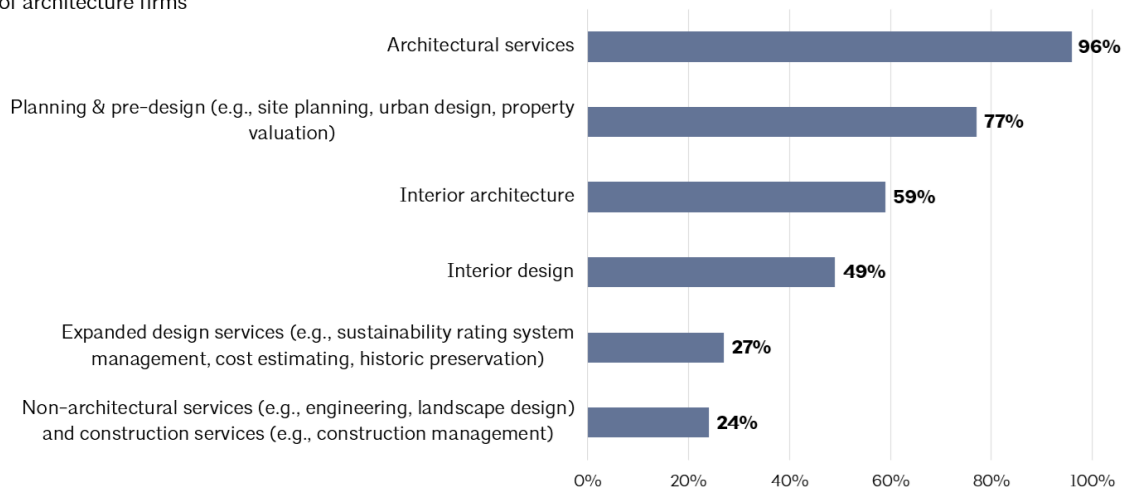 of architecture firms
Architectural services
96%
Planning & pre-design (e.g., site planning, urban design, property
valuation)
77%
Interior architecture
59%
Interior design
49%
Expanded design services (e.g., sustainability rating system
management, cost estimating, historic preservation)
27%
Non-architectural services (e.g., engineering, landscape design)
and construction services (e.g., construction management)
24%
0% 20% 40% 60% 80% 100%